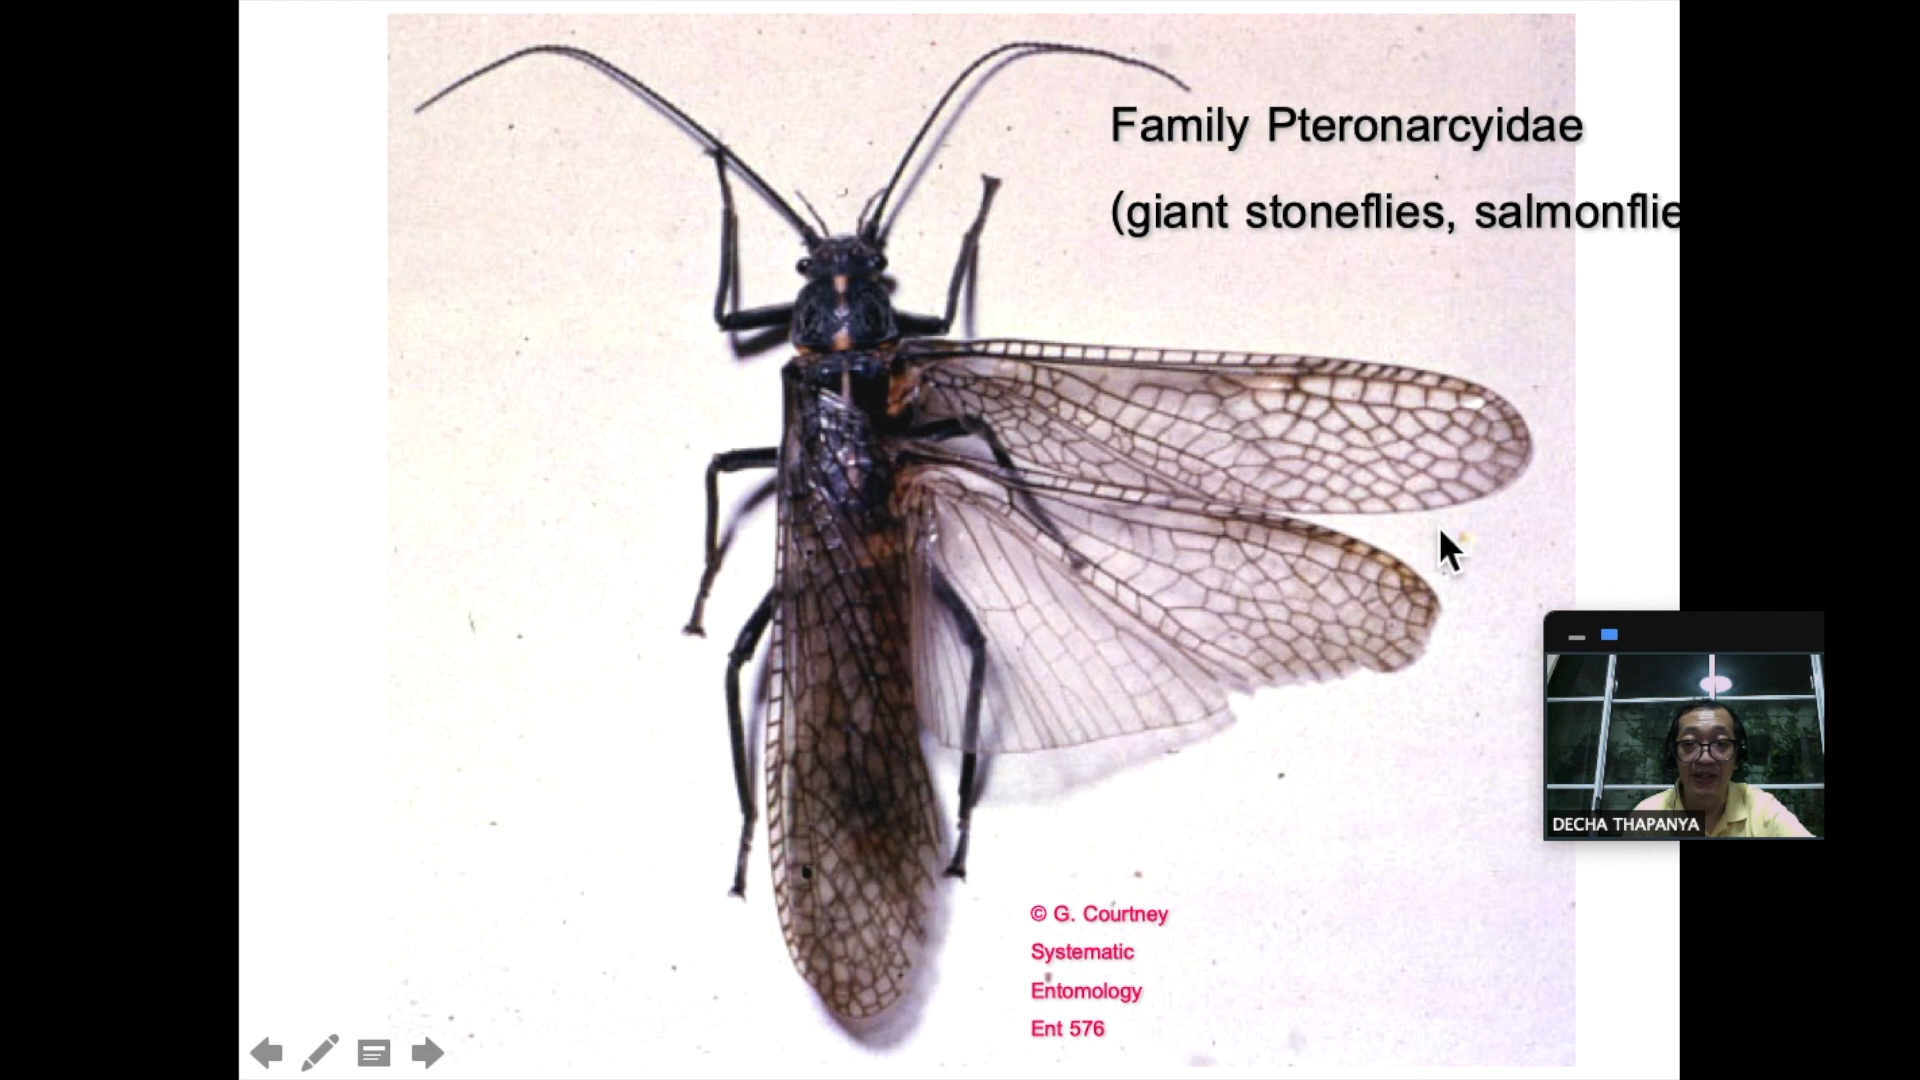 Family Pteronarcyidae
(giant stoneflies, salmonflie
DECHA THAPANYA
© G. Courtney
Systematic
Entomology
Ent 576